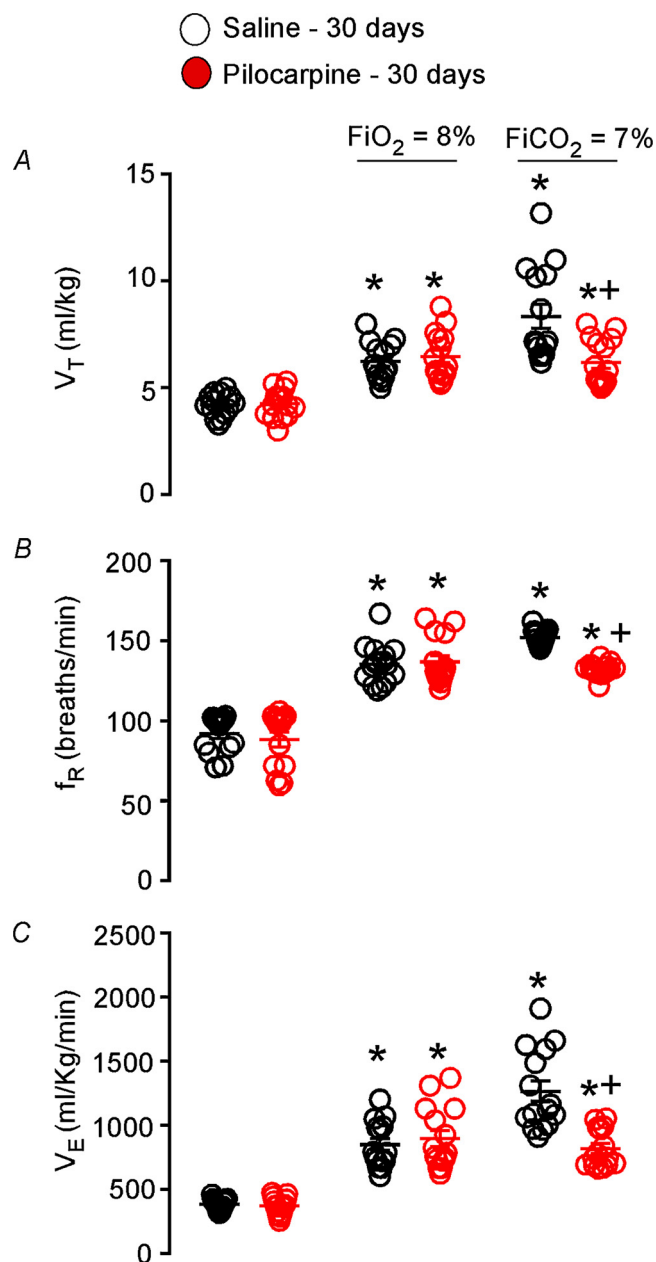 Saline - 30 days
Pilocarpine - 30 days
FiO2 = 8% FiCO2 = 7%
A
VT (ml/kg)
15
10
5
0
* * * *+
B
fR (breaths/min)
200
150
100
50
0
* * * * +
C
VE (ml/Kg/min)
2500
2000
1500
1000
500
0
* * * *+